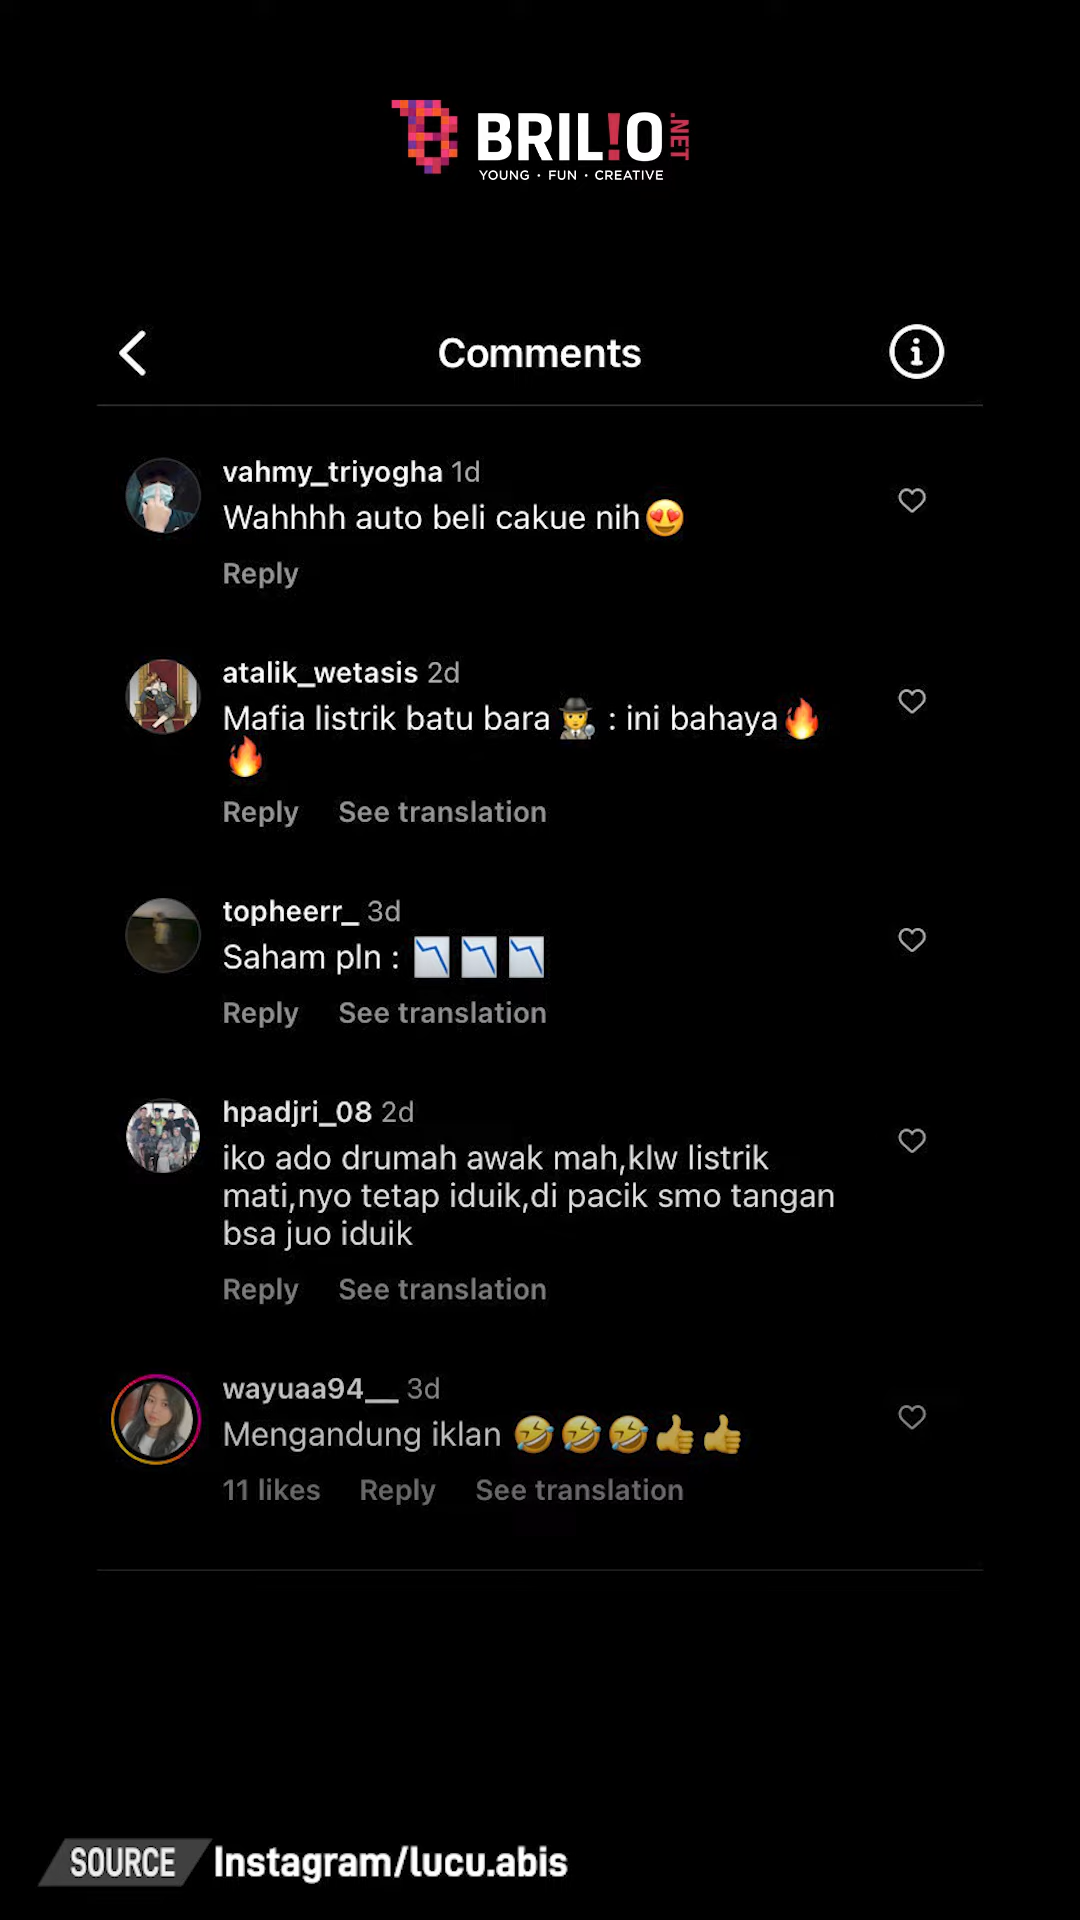 BRIL!O.NET
YOUNG · FUN · CREATIVE
Comments
vahmy_triyogha 1d
Wahhhh auto beli cakue nih😍
Reply
atalik_wetasis 2d
Mafia listrik batu bara🕵️ : ini bahaya🔥
🔥
Reply See translation
topheerr_ 3d
Saham pln : 📉📉📉
Reply See translation
hpadjri_08 2d
iko ado drumah awak mah,klw listrik
mati,nyo tetap iduik,di pacik smo tangan
bsa juo iduik
Reply See translation
wayuaa94__ 3d
Mengandung iklan 🤣🤣🤣👍👍
11 likes Reply See translation
SOURCE Instagram/lucu.abis